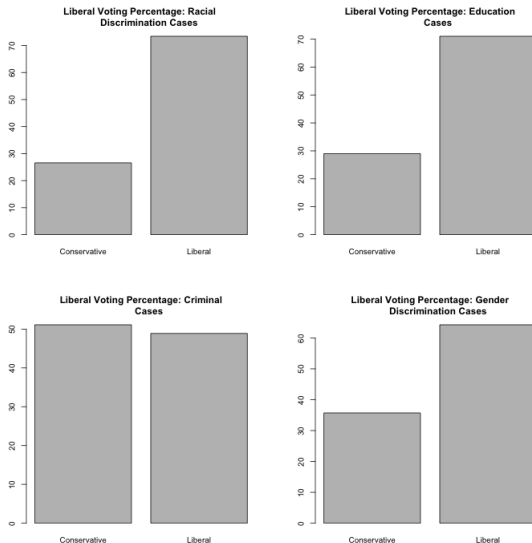 Liberal Voting Percentage: Racial
Discrimination Cases
70
60
50
40
30
20
10
0
Conservative
Liberal
Liberal Voting Percentage: Education
Cases
70
60
50
40
30
20
10
0
Conservative
Liberal
Liberal Voting Percentage: Criminal
Cases
50
40
30
20
10
0
Conservative
Liberal
Liberal Voting Percentage: Gender
Discrimination Cases
60
50
40
30
20
10
0
Conservative
Liberal